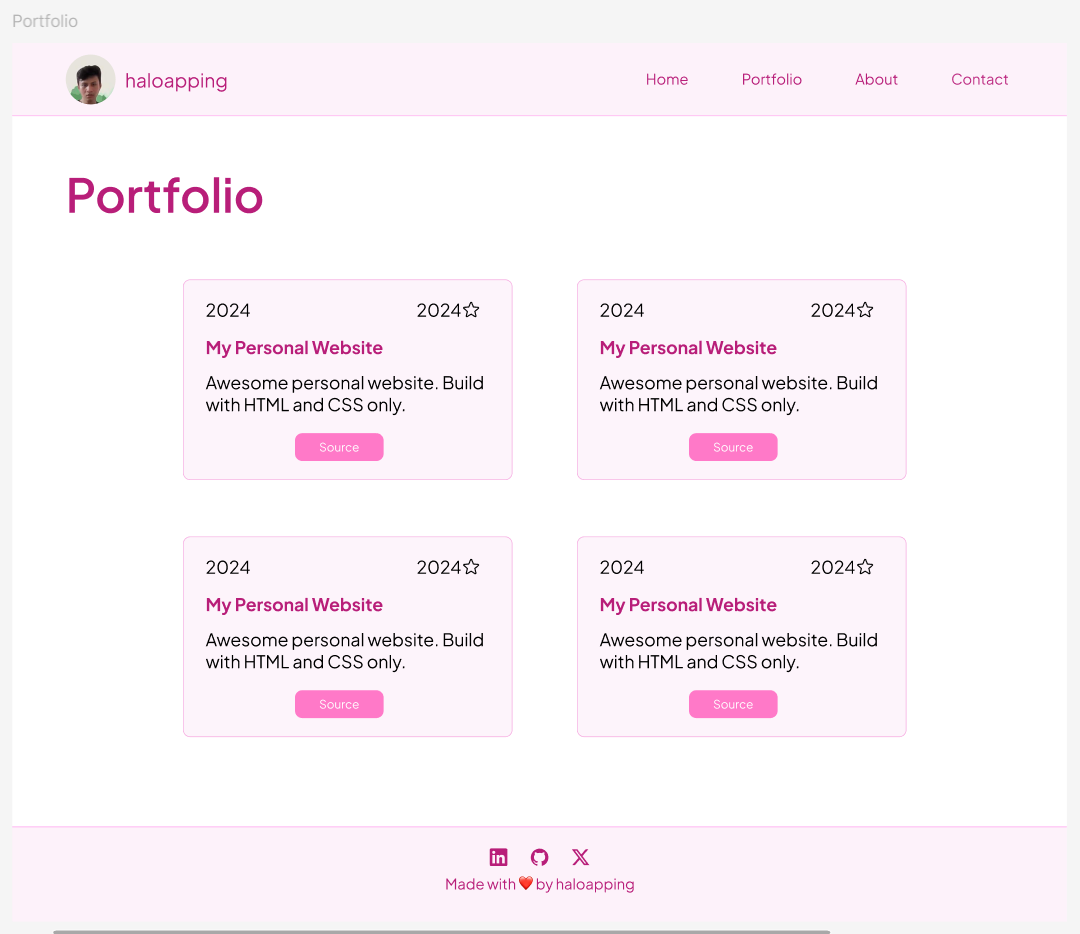 Portfolio
haloapping
Home Portfolio About Contact
Portfolio
2024 2024
My Personal Website
Awesome personal website. Build
with HTML and CSS only.
Source
2024 2024
My Personal Website
Awesome personal website. Build
with HTML and CSS only.
Source
2024 2024
My Personal Website
Awesome personal website. Build
with HTML and CSS only.
Source
2024 2024
My Personal Website
Awesome personal website. Build
with HTML and CSS only.
Source
Made with ❤️ by haloapping